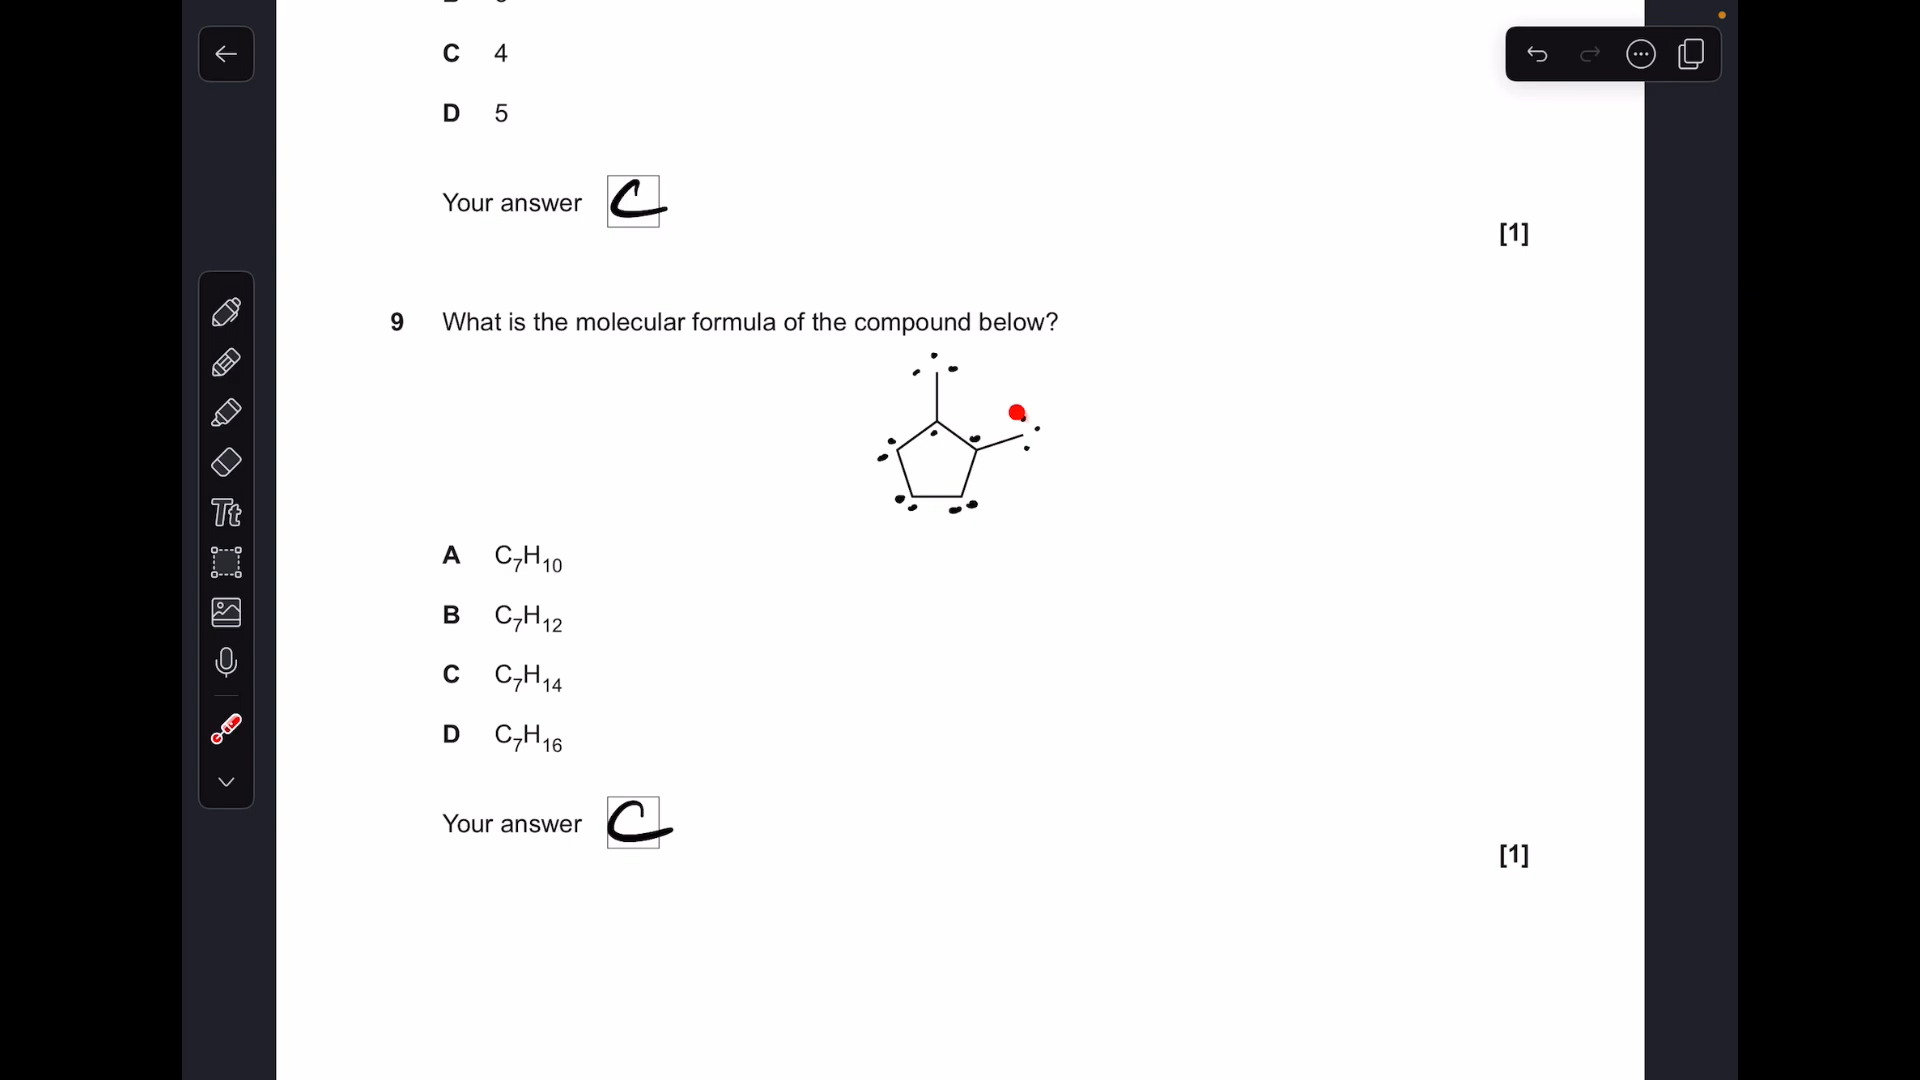 C 4
D 5
Your answer C
[1]
9 What is the molecular formula of the compound below?
A C₇H₁₀
B C₇H₁₂
C C₇H₁₄
D C₇H₁₆
Your answer C
[1]
Tt